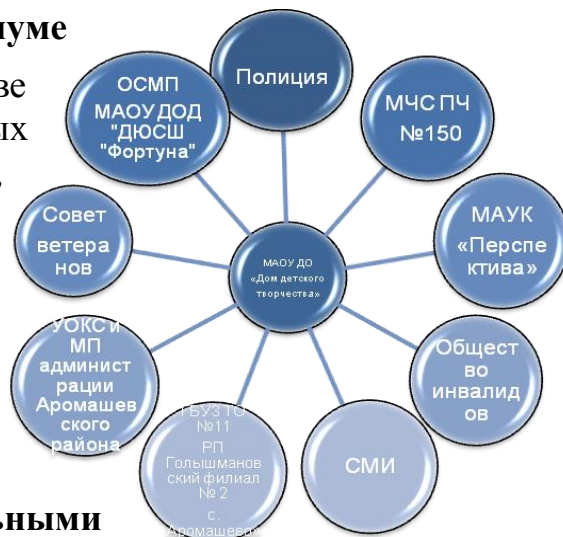 уме
ве
ых
ОСМП
МАОУ ДОД
"ДЮСШ
"Фортуна"
Полиция
МЧС ПЧ
№150
МАУК
«Перспе
ктива»
Общест
во
инвалид
ов
СМИ
ГБУЗ ТО
№11
РП
Голышманов
ский филиал
№ 2
с.
Аромашево»
УОКС и
МП
админист
рации
Аромашев
ского
района
Совет
ветера
нов
МАОУ ДО
«Дом детского
творчества»
ьными